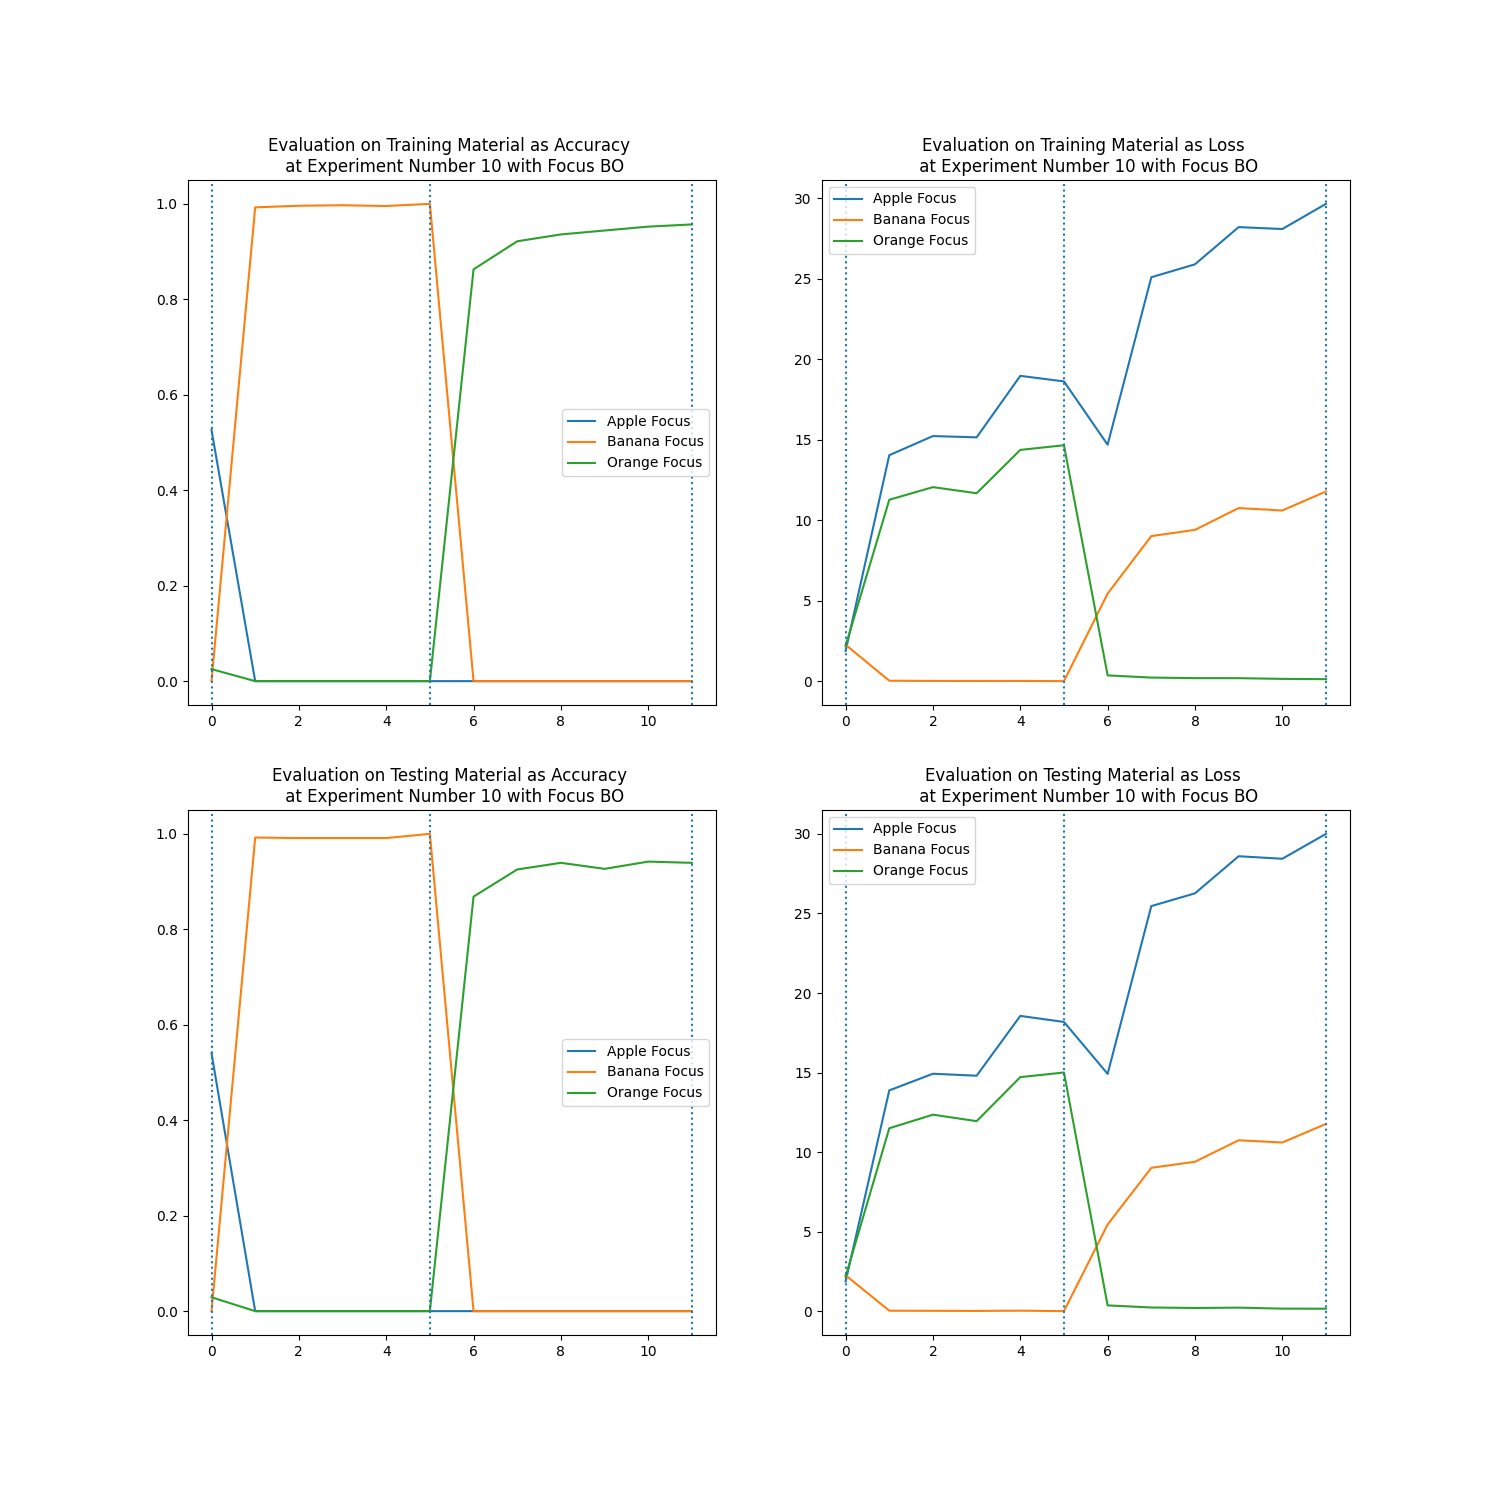 Evaluation on Training Material as Accuracy
at Experiment Number 10 with Focus BO
1.0
0.8
0.6
0.4
0.2
0.0
Apple Focus
Banana Focus
Orange Focus
0 2 4 6 8 10
Evaluation on Training Material as Loss
at Experiment Number 10 with Focus BO
30
25
20
15
10
5
0
Apple Focus
Banana Focus
Orange Focus
0 2 4 6 8 10
Evaluation on Testing Material as Accuracy
at Experiment Number 10 with Focus BO
1.0
0.8
0.6
0.4
0.2
0.0
Apple Focus
Banana Focus
Orange Focus
0 2 4 6 8 10
Evaluation on Testing Material as Loss
at Experiment Number 10 with Focus BO
30
25
20
15
10
5
0
Apple Focus
Banana Focus
Orange Focus
0 2 4 6 8 10